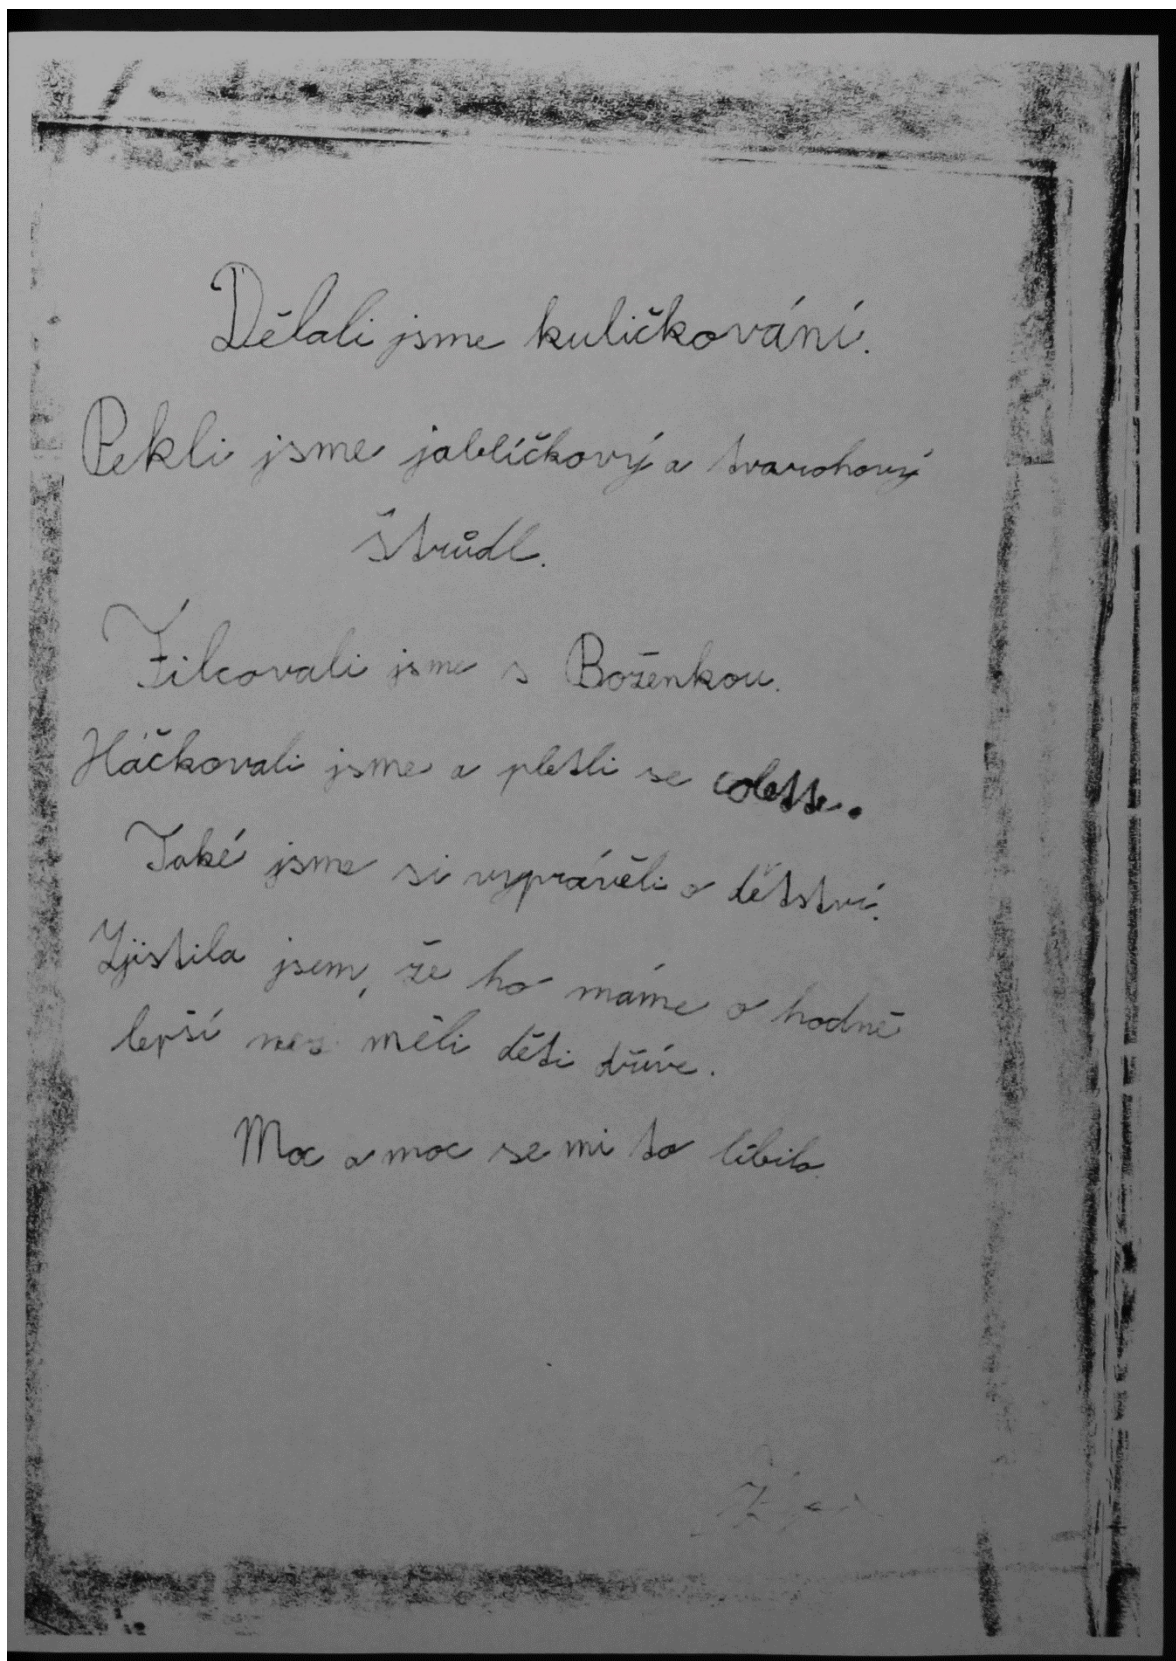 Dělali jsme kuličkování.
Pekli jsme jablíčkový a tvarohový
štrůdl.
Filcovali jsme s Boženkou.
Háčkovali jsme a pletli se colette.
Také jsme si vyprávěli o dětství.
Zjistila jsem, že ho máme o hodně
lepší než měli děti dříve.
Moc a moc se mi to líbilo.